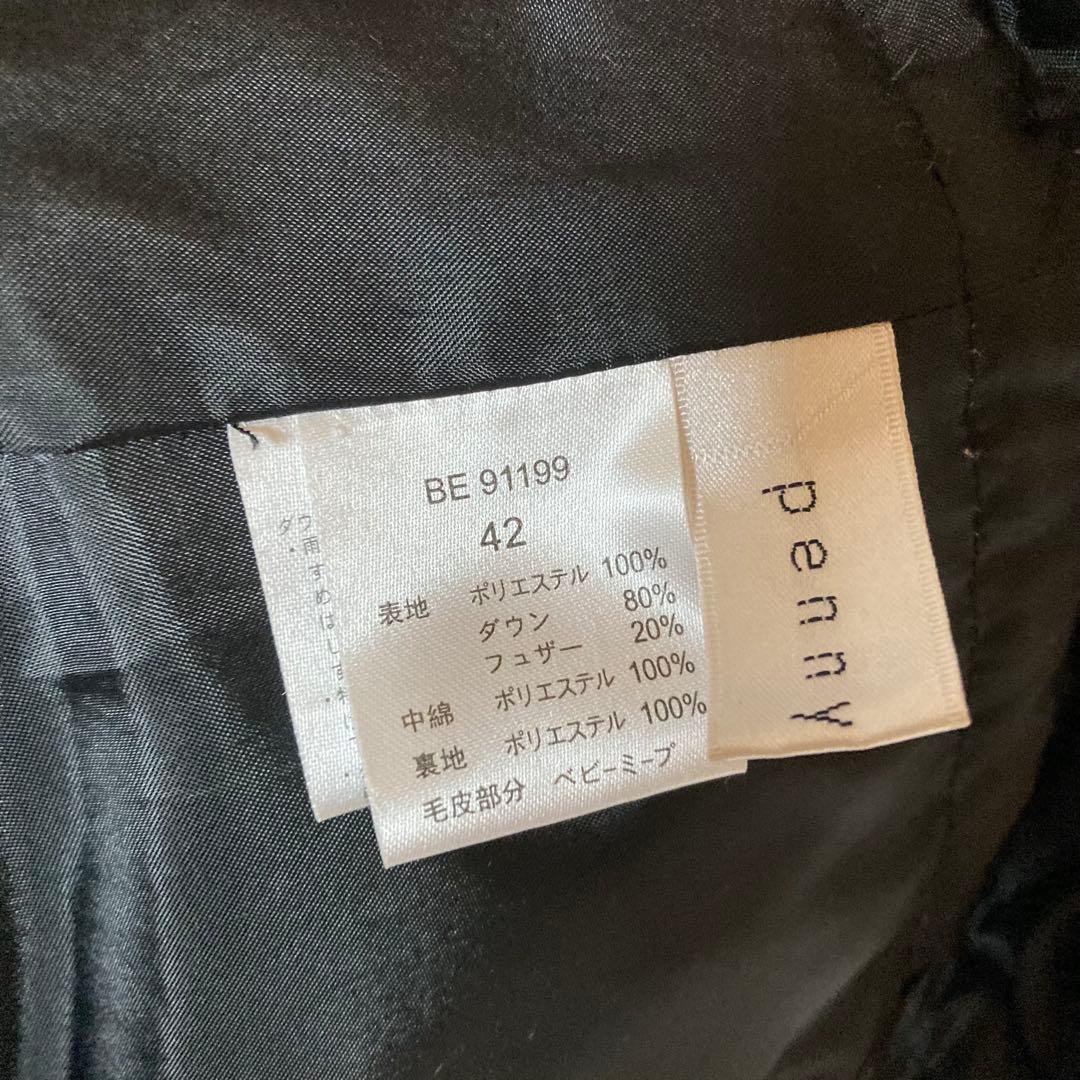 BE 91199
42
表地 ポリエステル 100%
ダウン 80%
フュザー 20%
中綿 ポリエステル 100%
裏地 ポリエステル 100%
毛皮部分 ベビーミープ
penny